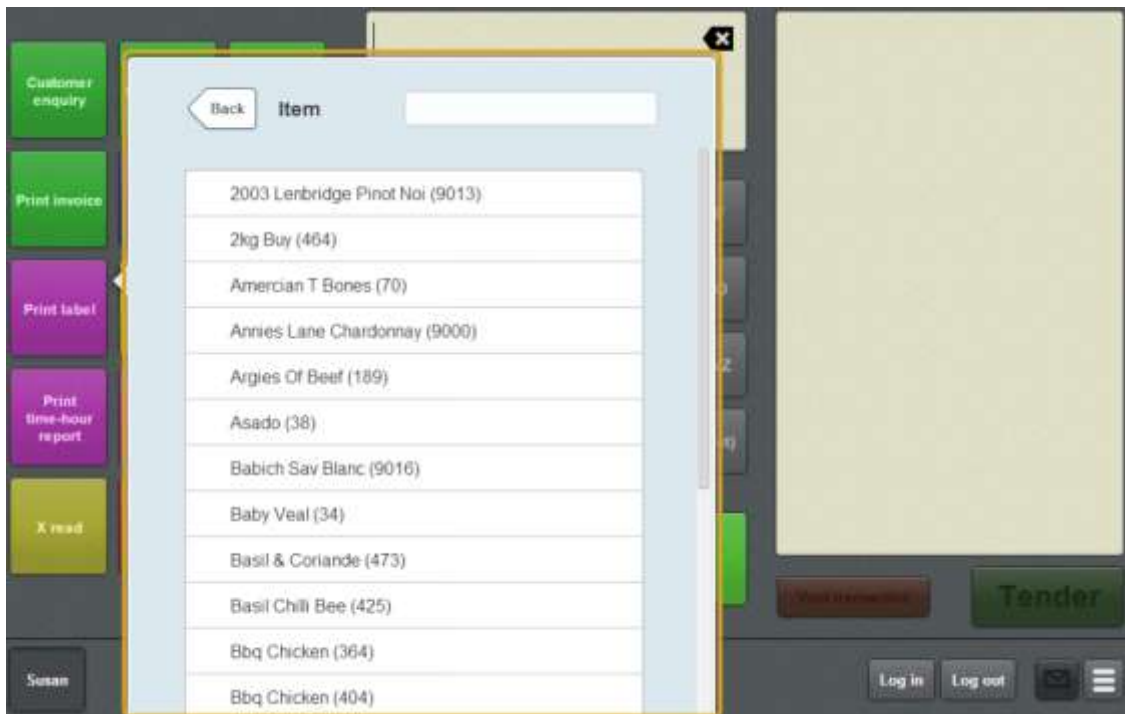 Customer
enquiry
Print invoice
Print label
Print
time-hour
report
X read
Susan
Back
Item
2003 Lenbridge Pinot Noi (9013)
2kg Buy (464)
Amercian T Bones (70)
Annies Lane Chardonnay (9000)
Argies Of Beef (189)
Asado (38)
Babich Sav Blanc (9016)
Baby Veal (34)
Basil & Coriande (473)
Basil Chilli Bee (425)
Bbq Chicken (364)
Bbq Chicken (404)
Void transaction
Tender
Log in
Log out